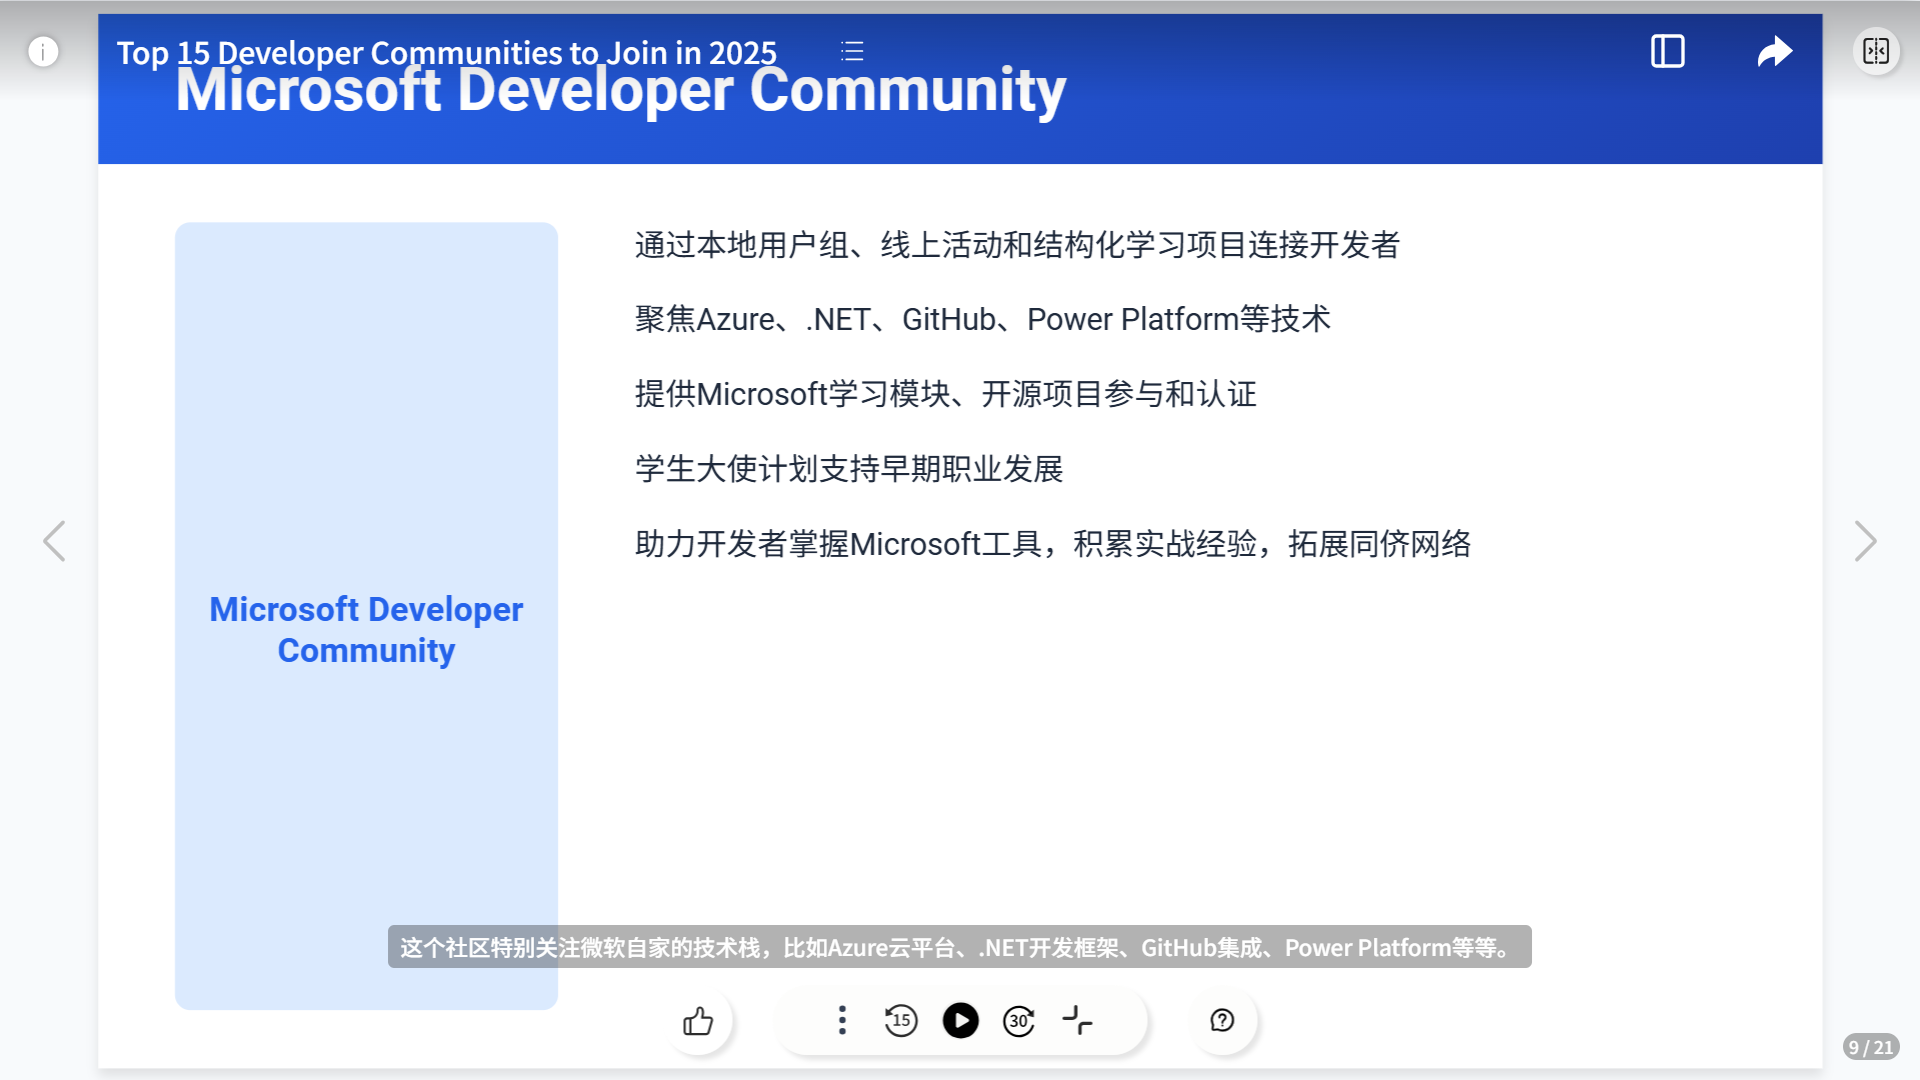 Top 15 Developer Communities to Join in 2025
Microsoft Developer Community
通过本地用户组、线上活动和结构化学习项目连接开发者
聚焦Azure、.NET、GitHub、Power Platform等技术
提供Microsoft学习模块、开源项目参与和认证
学生大使计划支持早期职业发展
助力开发者掌握Microsoft工具，积累实战经验，拓展同侪网络
Microsoft Developer
Community
这个社区特别关注微软自家的技术栈，比如Azure云平台、.NET开发框架、GitHub集成、Power Platform等等。
15
30
9 / 21